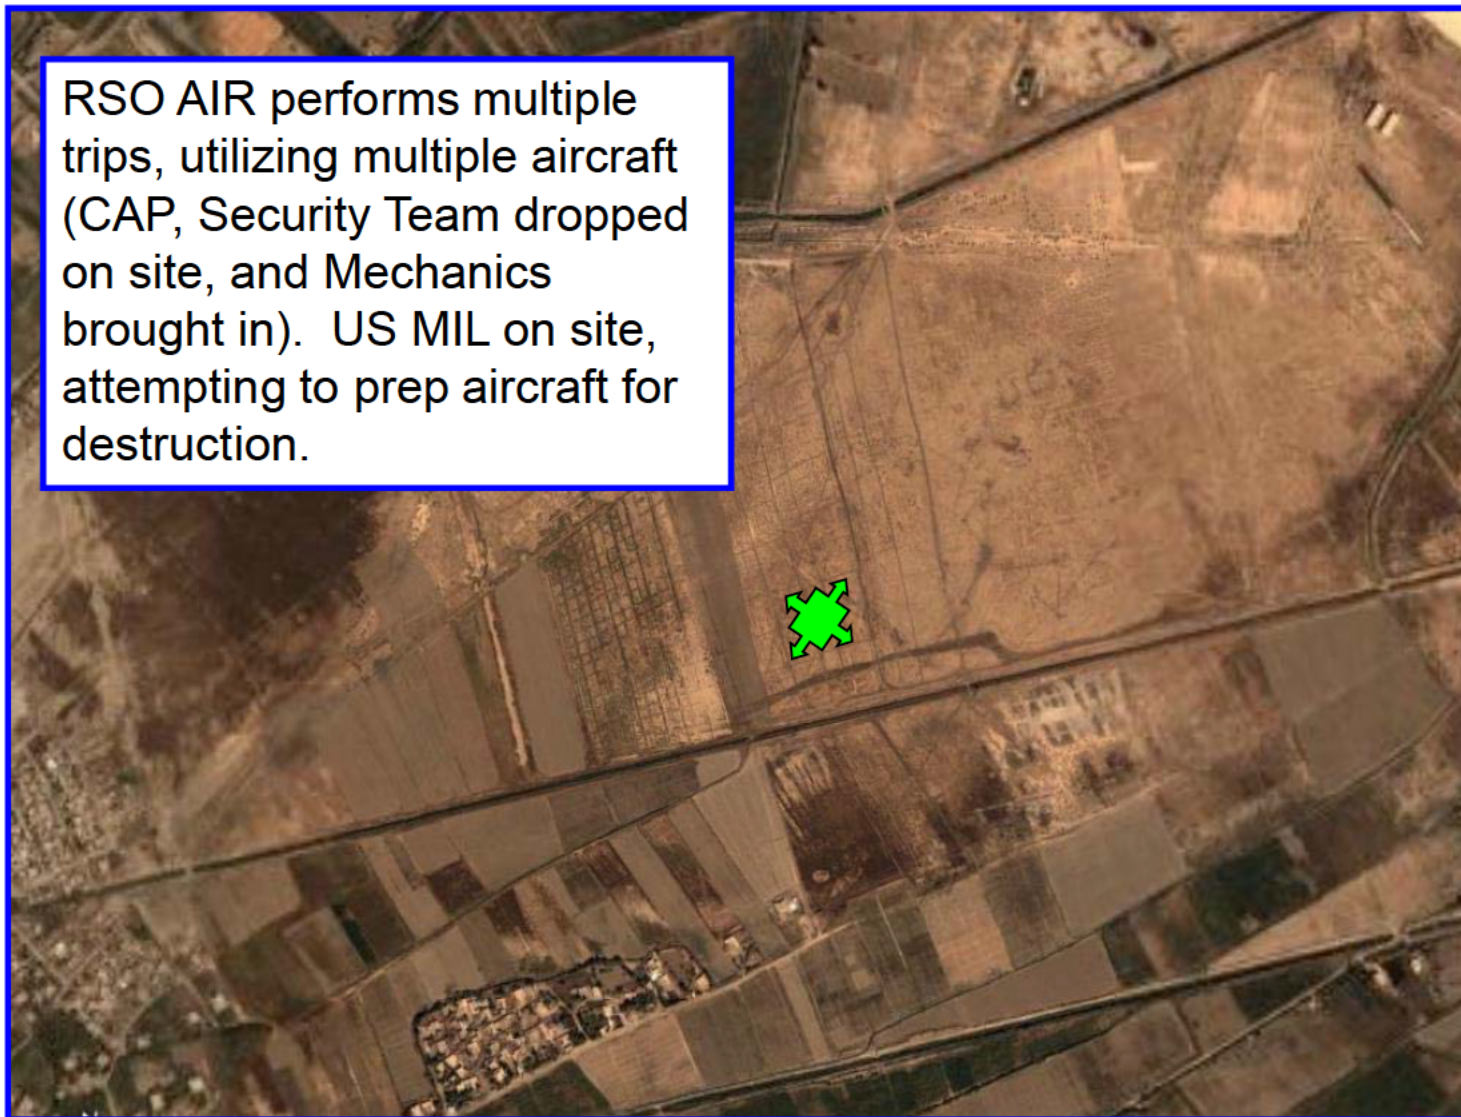 RSO AIR performs multiple
trips, utilizing multiple aircraft
(CAP, Security Team dropped
on site, and Mechanics
brought in).  US MIL on site,
attempting to prep aircraft for
destruction.